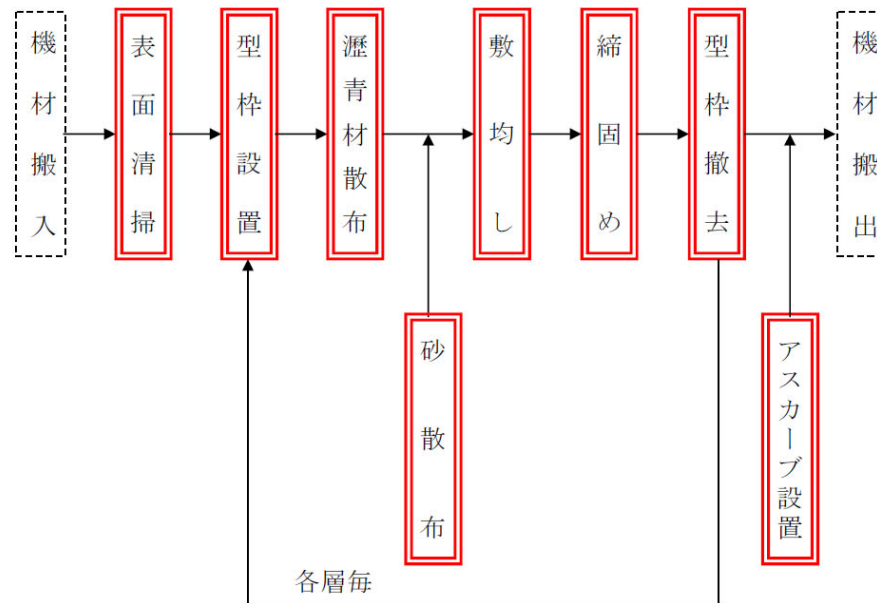 機材搬入
表面清掃
型枠設置
瀝青材散布
敷均し
締固め
型枠撤去
機材搬出
砂散布
アスカーブ設置
各層毎